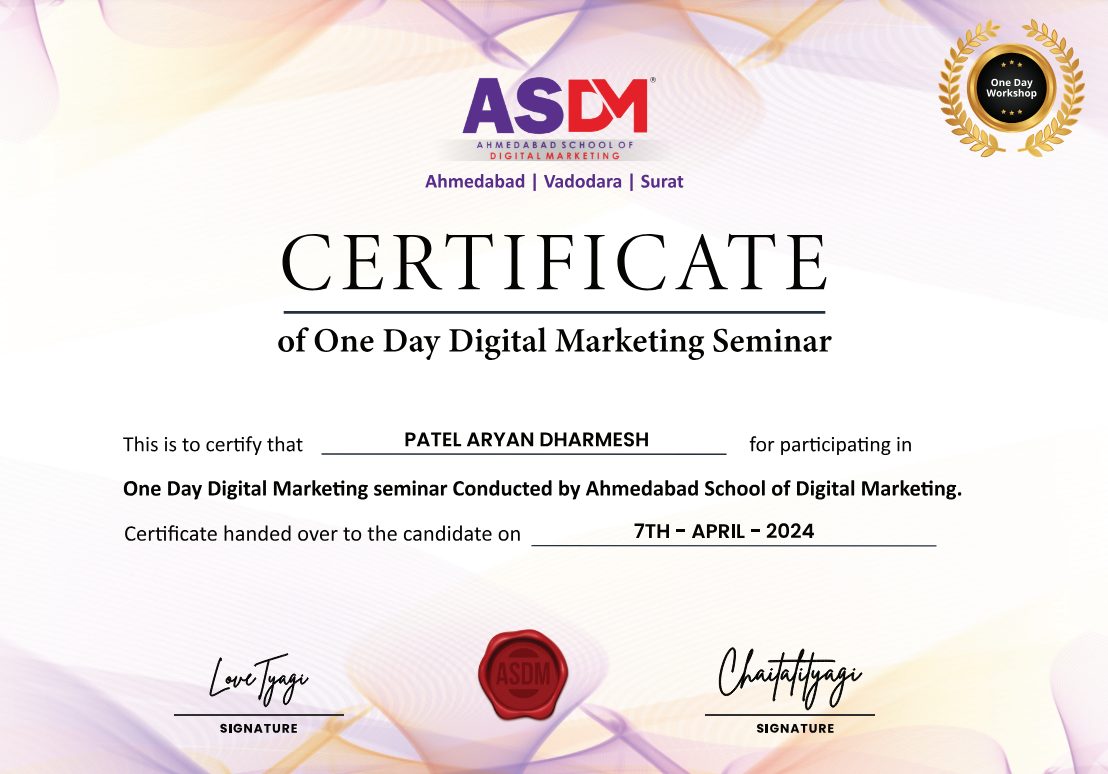 One Day
Workshop
ASDM®
AHMEDABAD SCHOOL OF
DIGITAL MARKETING
Ahmedabad | Vadodara | Surat
CERTIFICATE
of One Day Digital Marketing Seminar
This is to certify that PATEL ARYAN DHARMESH for participating in
One Day Digital Marketing seminar Conducted by Ahmedabad School of Digital Marketing.
Certificate handed over to the candidate on 7TH - APRIL - 2024
Love Tyagi
SIGNATURE
ASDM
Chaitalityagi
SIGNATURE